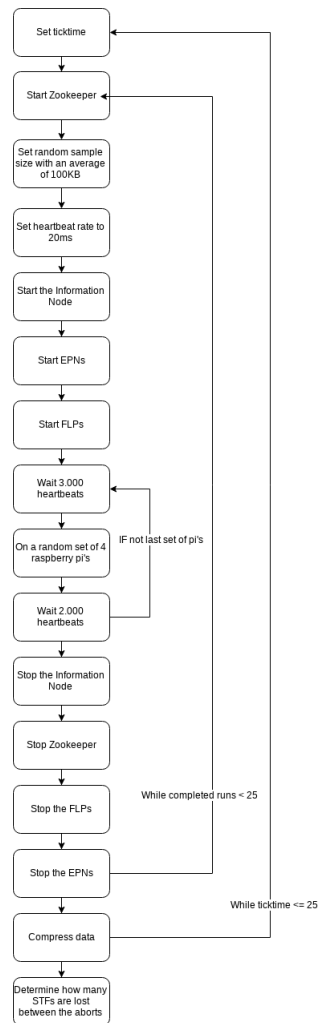 Set ticktime
Start Zookeeper
Set random sample
size with an average
of 100KB
Set heartbeat rate to
20ms
Start the Information
Node
Start EPNs
Start FLPs
Wait 3.000
heartbeats
IF not last set of pi's
On a random set of 4
raspberry pi's
Wait 2.000
heartbeats
Stop the Information
Node
Stop Zookeeper
While completed runs < 25
Stop the FLPs
Stop the EPNs
While ticktime <= 25
Compress data
Determine how many
STFs are lost
between the aborts